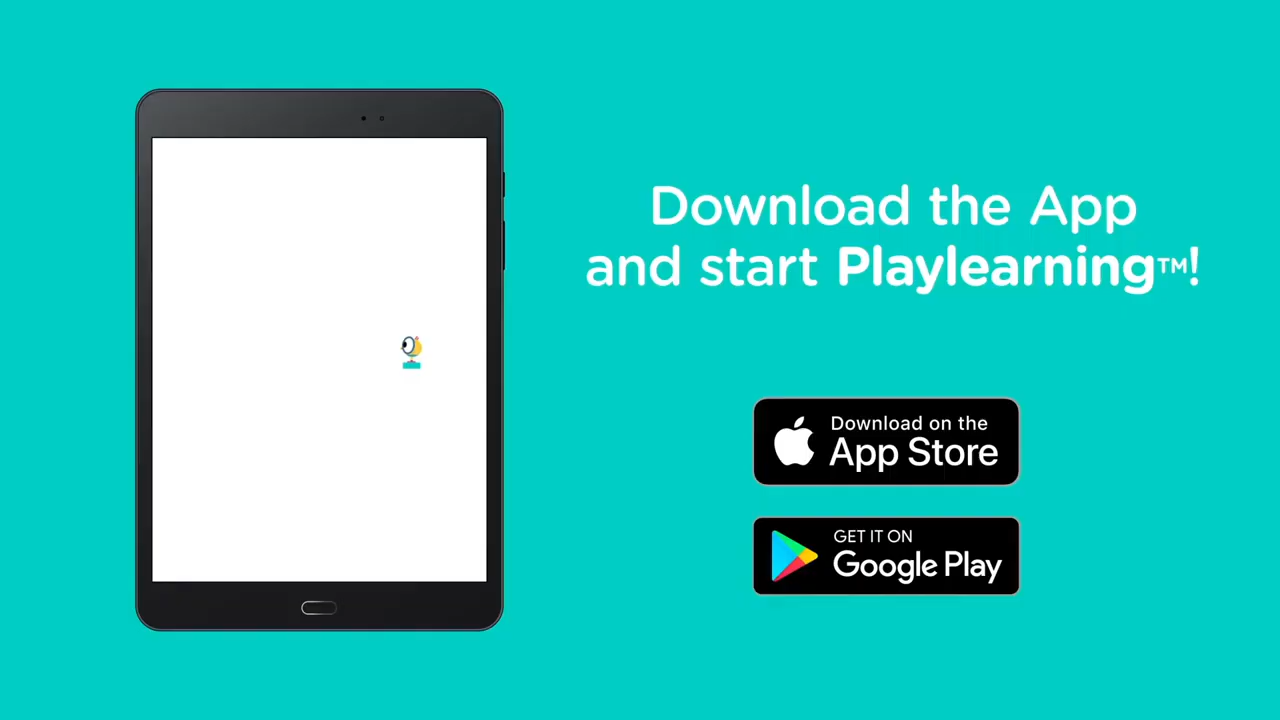 Download the App
and start Playlearning™!
Download on the
App Store
GET IT ON
Google Play